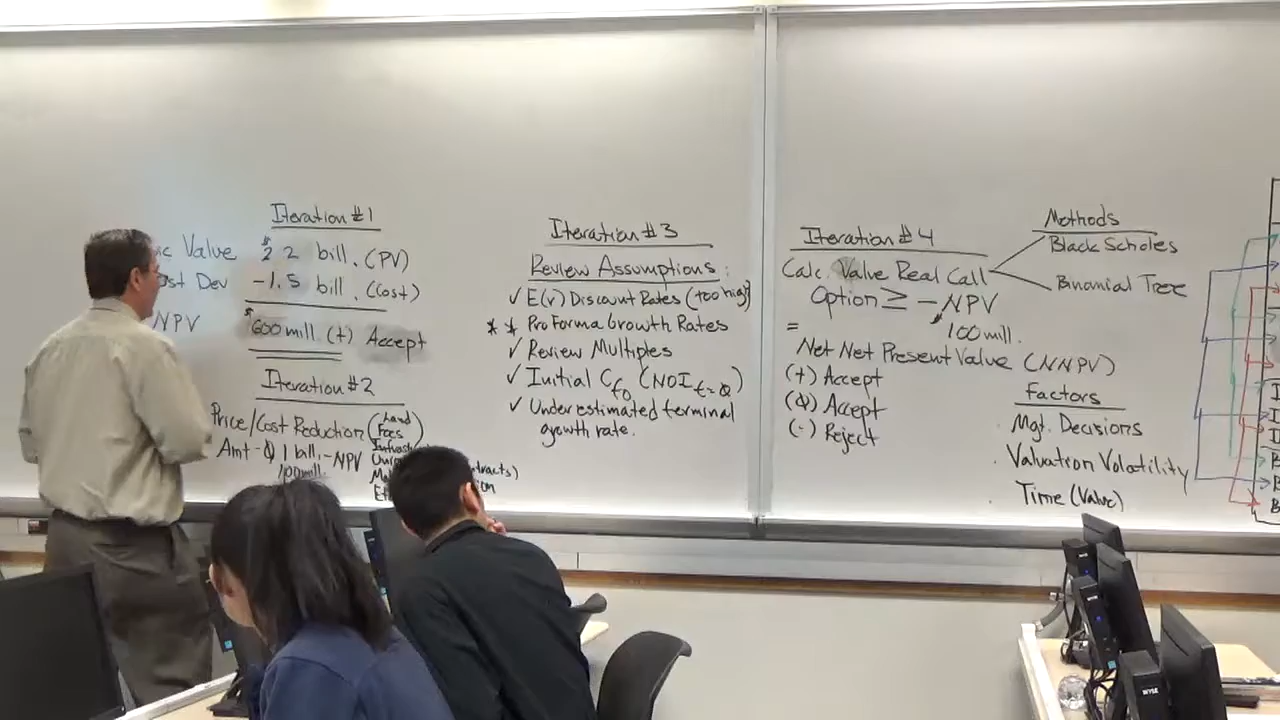 Iteration #1
Value $ 2 2 bill. (PV)
Dev -1.5 bill. (Cost)
NPV $600 mill (+) Accept
Iteration #2
Price/Cost Reduction (Land
Fees
Amt - 0 1 bill. - NPV
100 mill.
Iteration #3
Review Assumptions:
✓ E(r) Discount Rates (too high)
* * Pro Forma Growth Rates
✓ Review Multiples
✓ Initial Cf0 (NOI t=0)
✓ Underestimated terminal
growth rate.
Iteration #4
Calc. Value Real Call
Option ≥ - NPV
100 mill.
=
Net Net Present Value (NNPV)
(+) Accept
(0) Accept
(-) Reject
Methods
Black Scholes
Binomial Tree
Factors
Mgt. Decisions
Valuation Volatility
Time (Value)